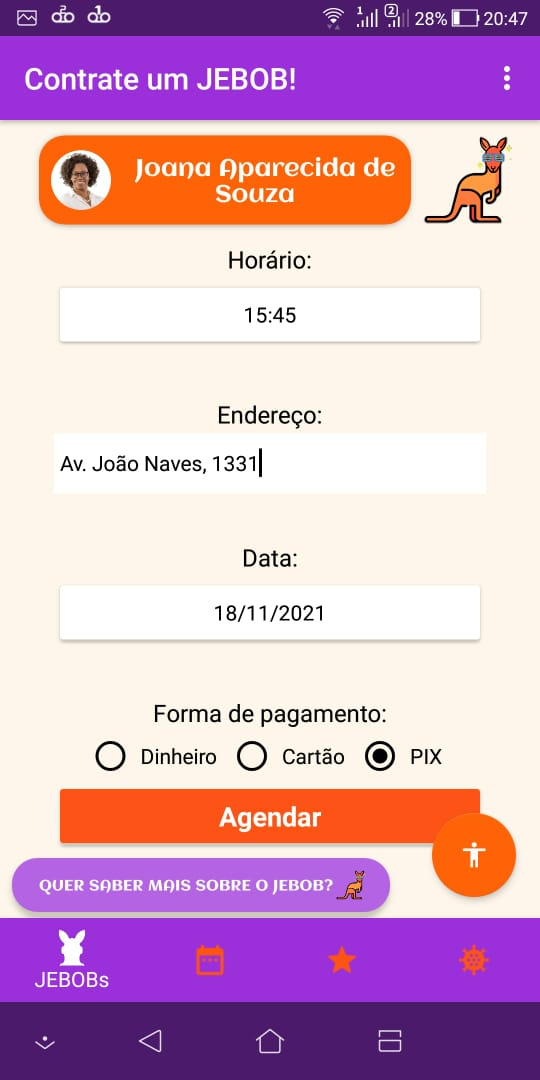 1 2 28% 20:47
Contrate um JEBOB!
Joana Aparecida de
Souza
Horário:
15:45
Endereço:
Av. João Naves, 1331
Data:
18/11/2021
Forma de pagamento:
Dinheiro Cartão PIX
Agendar
QUER SABER MAIS SOBRE O JEBOB?
JEBOBs